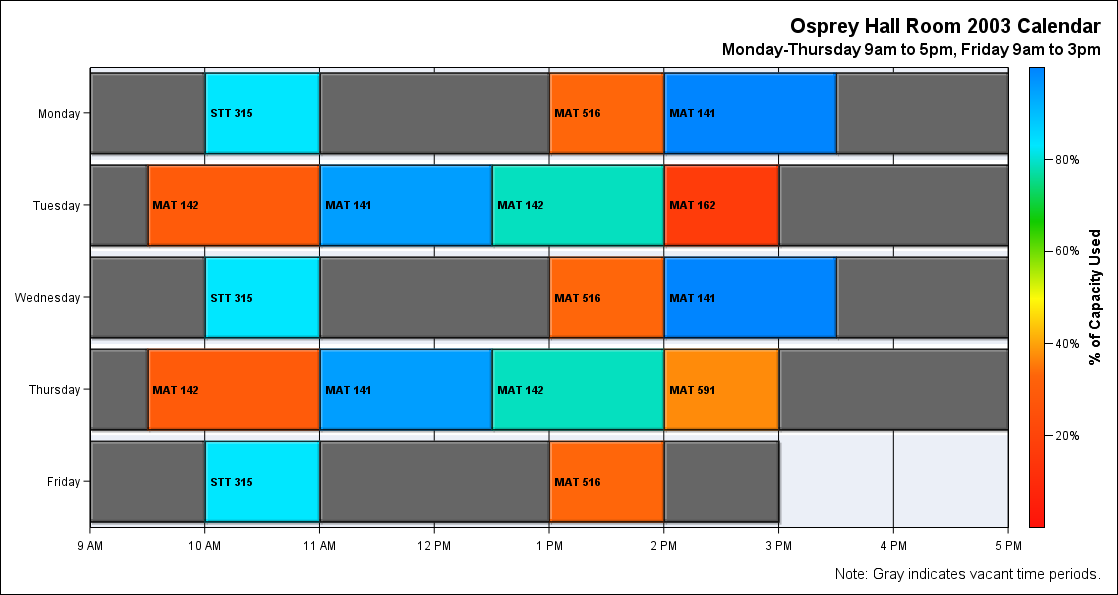 Osprey Hall Room 2003 Calendar
Monday-Thursday 9am to 5pm, Friday 9am to 3pm
Monday
STT 315
MAT 516
MAT 141
Tuesday
MAT 142
MAT 141
MAT 142
MAT 162
Wednesday
STT 315
MAT 516
MAT 141
Thursday
MAT 142
MAT 141
MAT 142
MAT 591
Friday
STT 315
MAT 516
9 AM
10 AM
11 AM
12 PM
1 PM
2 PM
3 PM
4 PM
5 PM
80%
60%
40%
20%
% of Capacity Used
Note: Gray indicates vacant time periods.